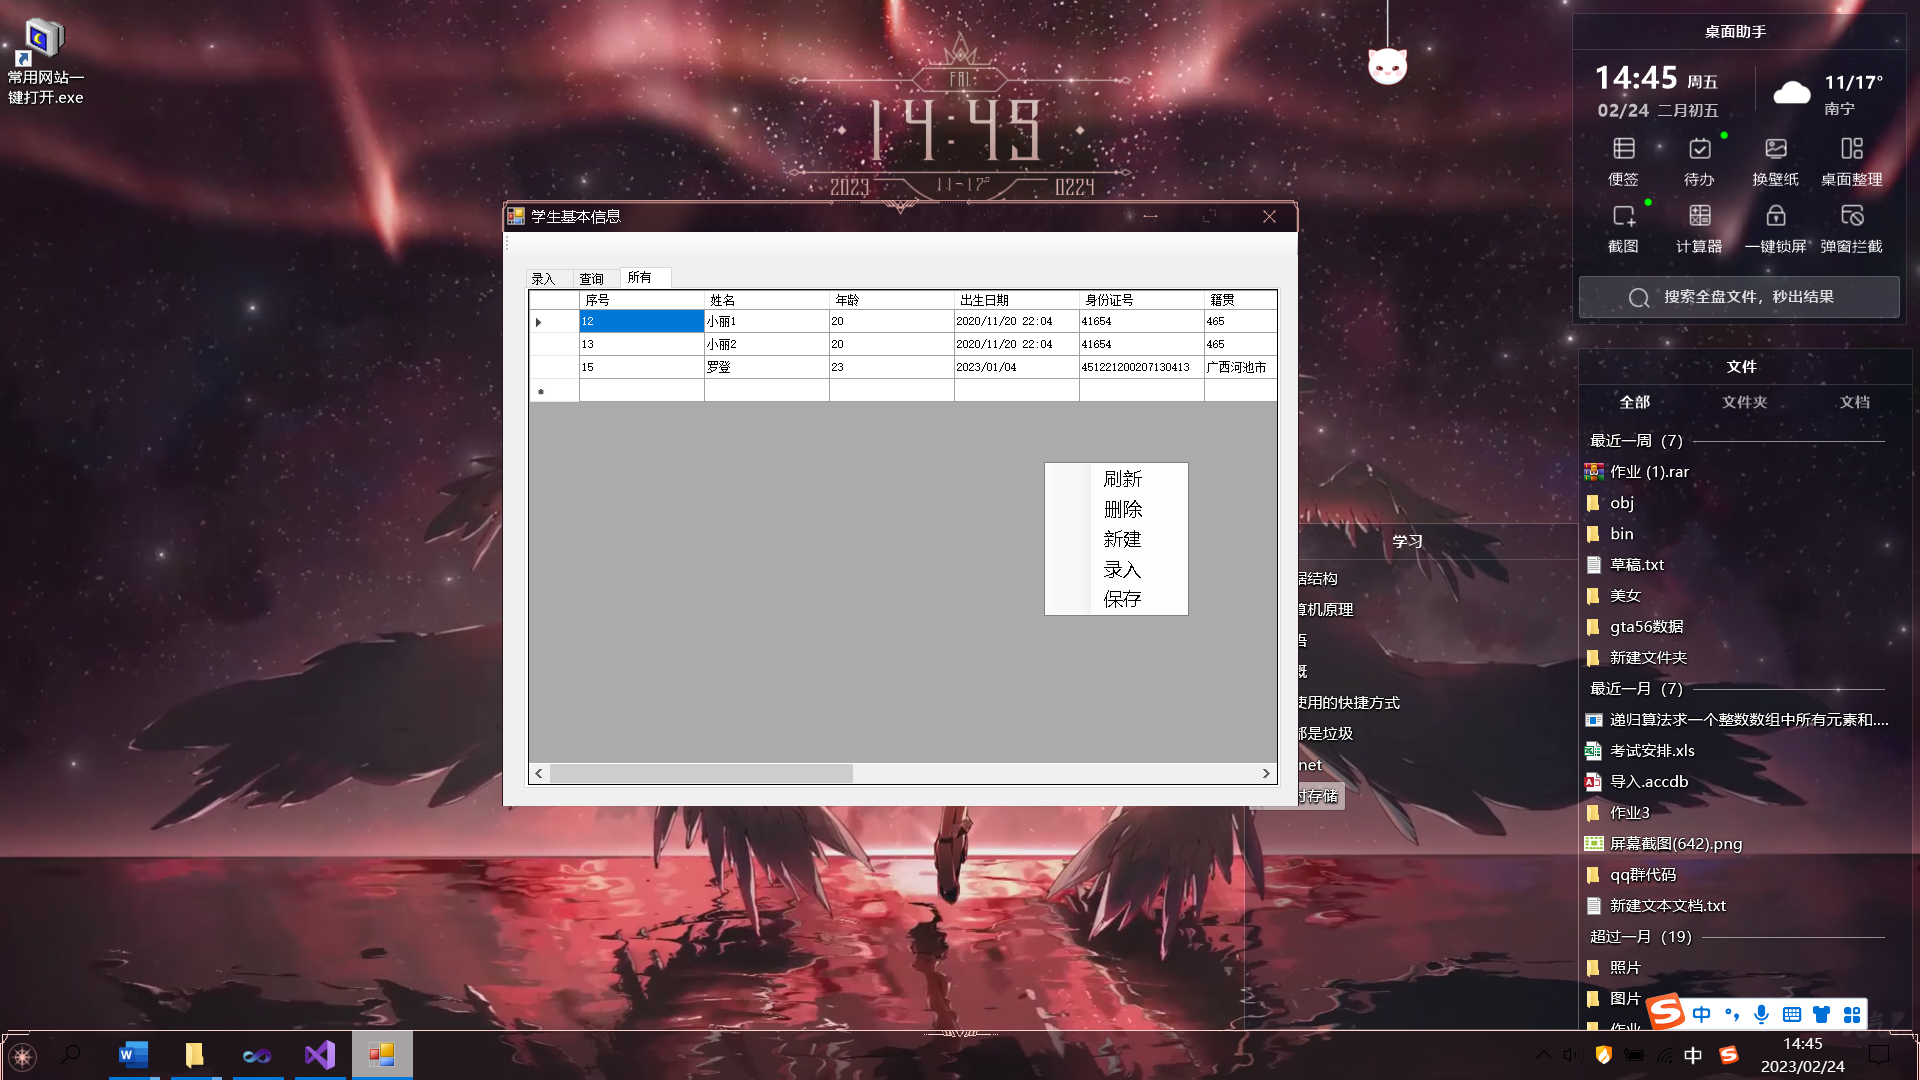 常用网站一
键打开.exe
FRI.
14:45
2023
11-17°
0224
桌面助手
14:45 周五
02/24 二月初五
11/17°
南宁
便签
待办
换壁纸
桌面整理
截图
计算器
一键锁屏
弹窗拦截
搜索全盘文件，秒出结果
学生基本信息
录入
查询
所有
序号 姓名 年龄 出生日期 身份证号 籍贯
12 小丽1 20 2020/11/20 22:04 41654 465
13 小丽2 20 2020/11/20 22:04 41654 465
15 罗登 23 2023/01/04 451221200207130413 广西河池市
刷新
删除
新建
录入
保存
学习
据结构
算机原理
语
概
使用的快捷方式
都是垃圾
net
时存储
文件
全部
文件夹
文档
最近一周（7）
作业 (1).rar
obj
bin
草稿.txt
美女
gta56数据
新建文件夹
最近一月（7）
递归算法求一个整数数组中所有元素和....
考试安排.xls
导入.accdb
作业3
屏幕截图(642).png
qq群代码
新建文本文档.txt
超过一月（19）
照片
图片
作业
中
中
14:45
2023/02/24